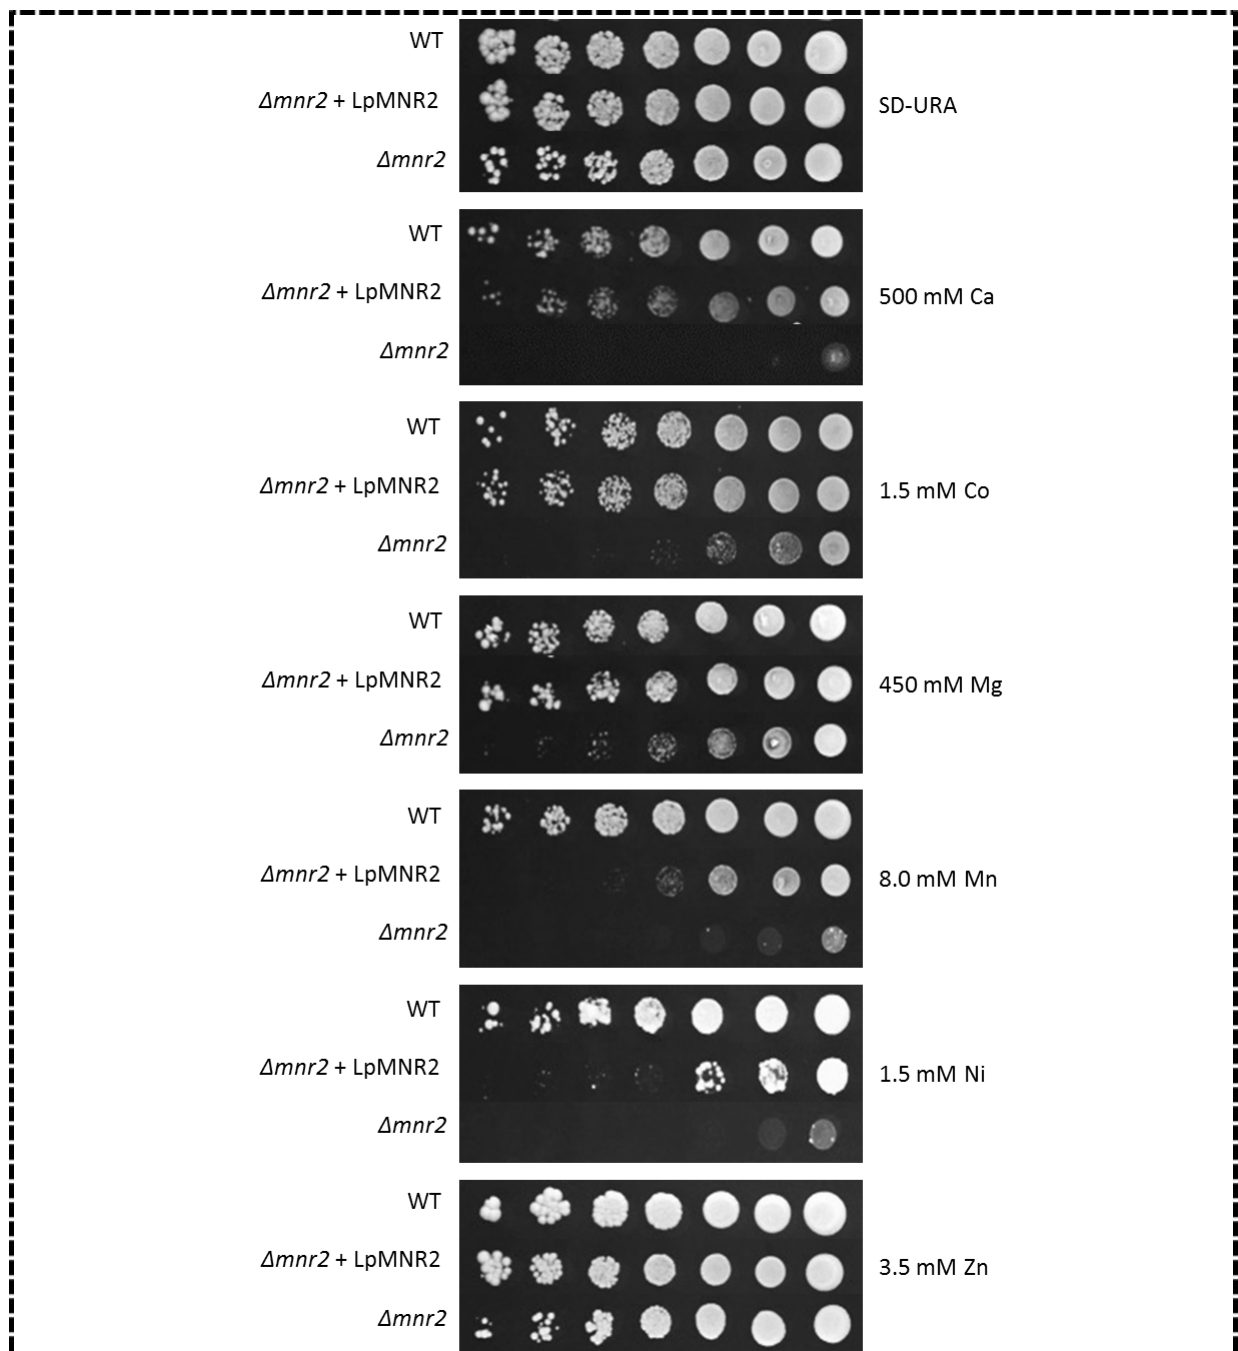 WT
Δmnr2 + LpMNR2
SD-URA
Δmnr2
WT
Δmnr2 + LpMNR2
500 mM Ca
Δmnr2
WT
Δmnr2 + LpMNR2
1.5 mM Co
Δmnr2
WT
Δmnr2 + LpMNR2
450 mM Mg
Δmnr2
WT
Δmnr2 + LpMNR2
8.0 mM Mn
Δmnr2
WT
Δmnr2 + LpMNR2
1.5 mM Ni
Δmnr2
WT
Δmnr2 + LpMNR2
3.5 mM Zn
Δmnr2